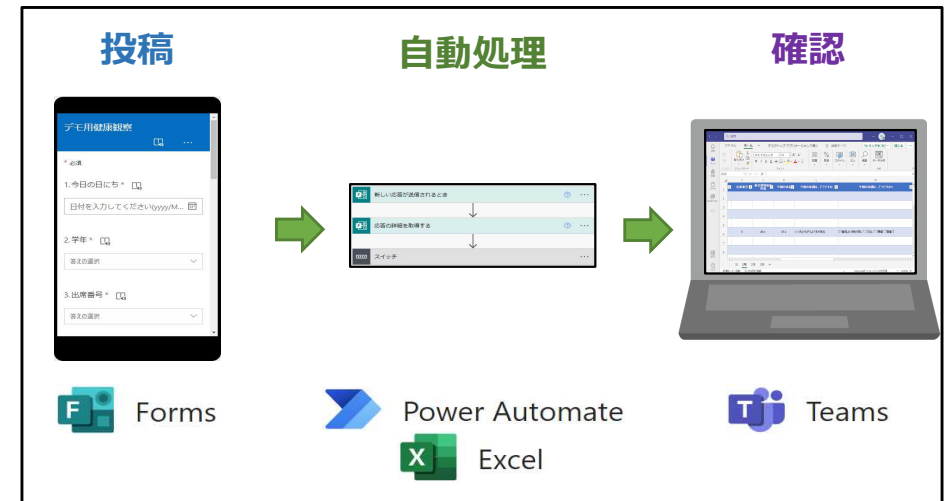 投稿
自動処理
確認
デモ用健康観察
* 必須
1. 今日の日にち *
日付を入力してください(yyyy/M...
2. 学年 *
答えの選択
3. 出席番号 *
答えの選択
新しい応答が送信されるとき
応答の詳細を取得する
スイッチ
Forms
Power Automate
Excel
Teams